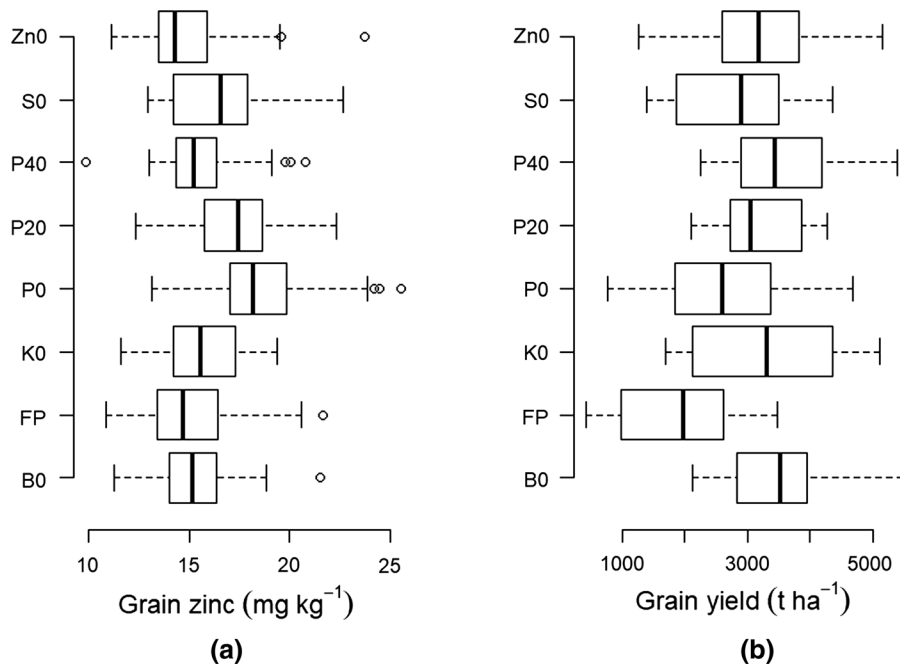 Zn0
S0
P40
P20
P0
K0
FP
B0
10 15 20 25
Grain zinc (mg kg⁻¹)
(a)
Zn0
S0
P40
P20
P0
K0
FP
B0
1000 3000 5000
Grain yield (t ha⁻¹)
(b)